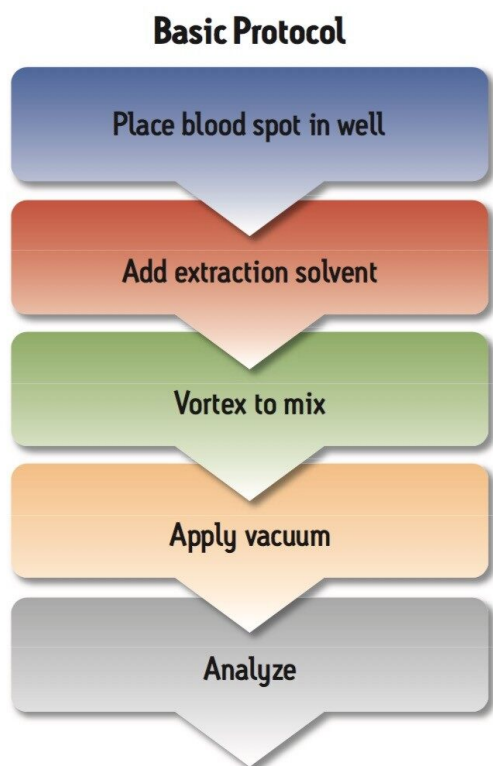 Basic Protocol
Place blood spot in well
Add extraction solvent
Vortex to mix
Apply vacuum
Analyze